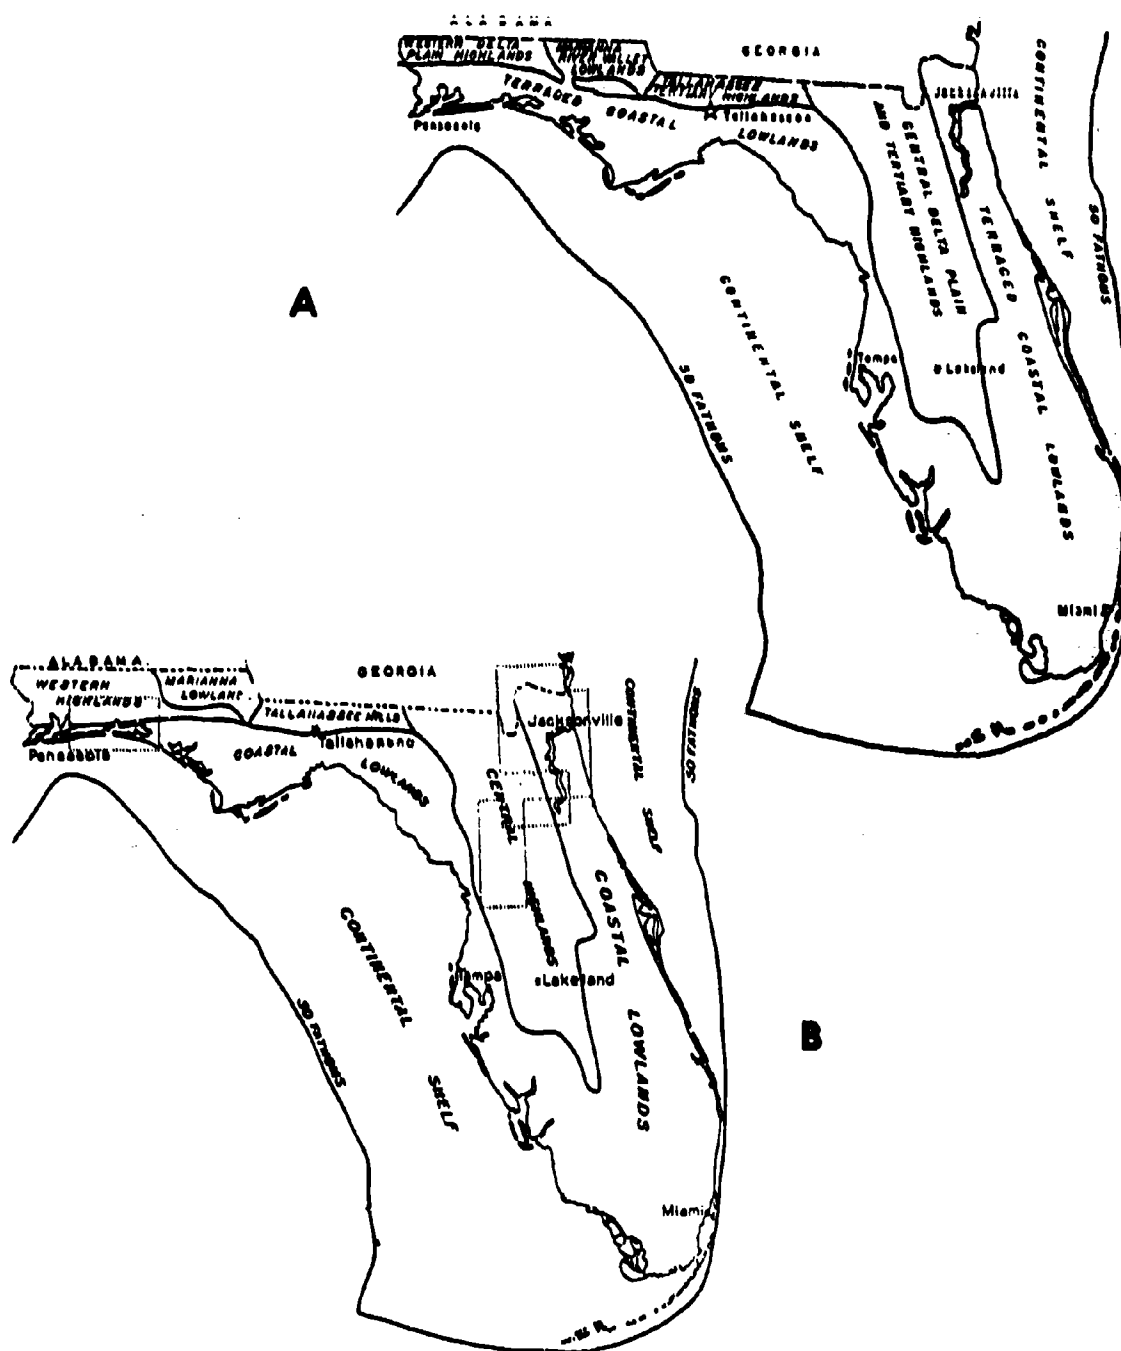 ALABAMA
WESTERN DELTA
PLAIN HIGHLANDS
MARIANNA
RIVER VALLEY
LOWLANDS
GEORGIA
TALLAHASSEE
TERTIARY HIGHLANDS
TERRACED
COASTAL
LOWLANDS
Pensacola
Tallahassee
Jacksonville
CENTRAL DELTA PLAIN
AND TERTIARY HIGHLANDS
TERRACED
COASTAL
LOWLANDS
CONTINENTAL
SHELF
50 FATHOMS
A
CONTINENTAL
SHELF
50 FATHOMS
Tampa
Lakeland
Miami
ALABAMA
WESTERN
HIGHLANDS
MARIANNA
LOWLAND
GEORGIA
TALLAHASSEE HILLS
Pensacola
Tallahassee
COASTAL
LOWLANDS
Jacksonville
CENTRAL
HIGHLANDS
COASTAL
LOWLANDS
CONTINENTAL
SHELF
50 FATHOMS
CONTINENTAL
SHELF
50 FATHOMS
Tampa
Lakeland
B
Miami